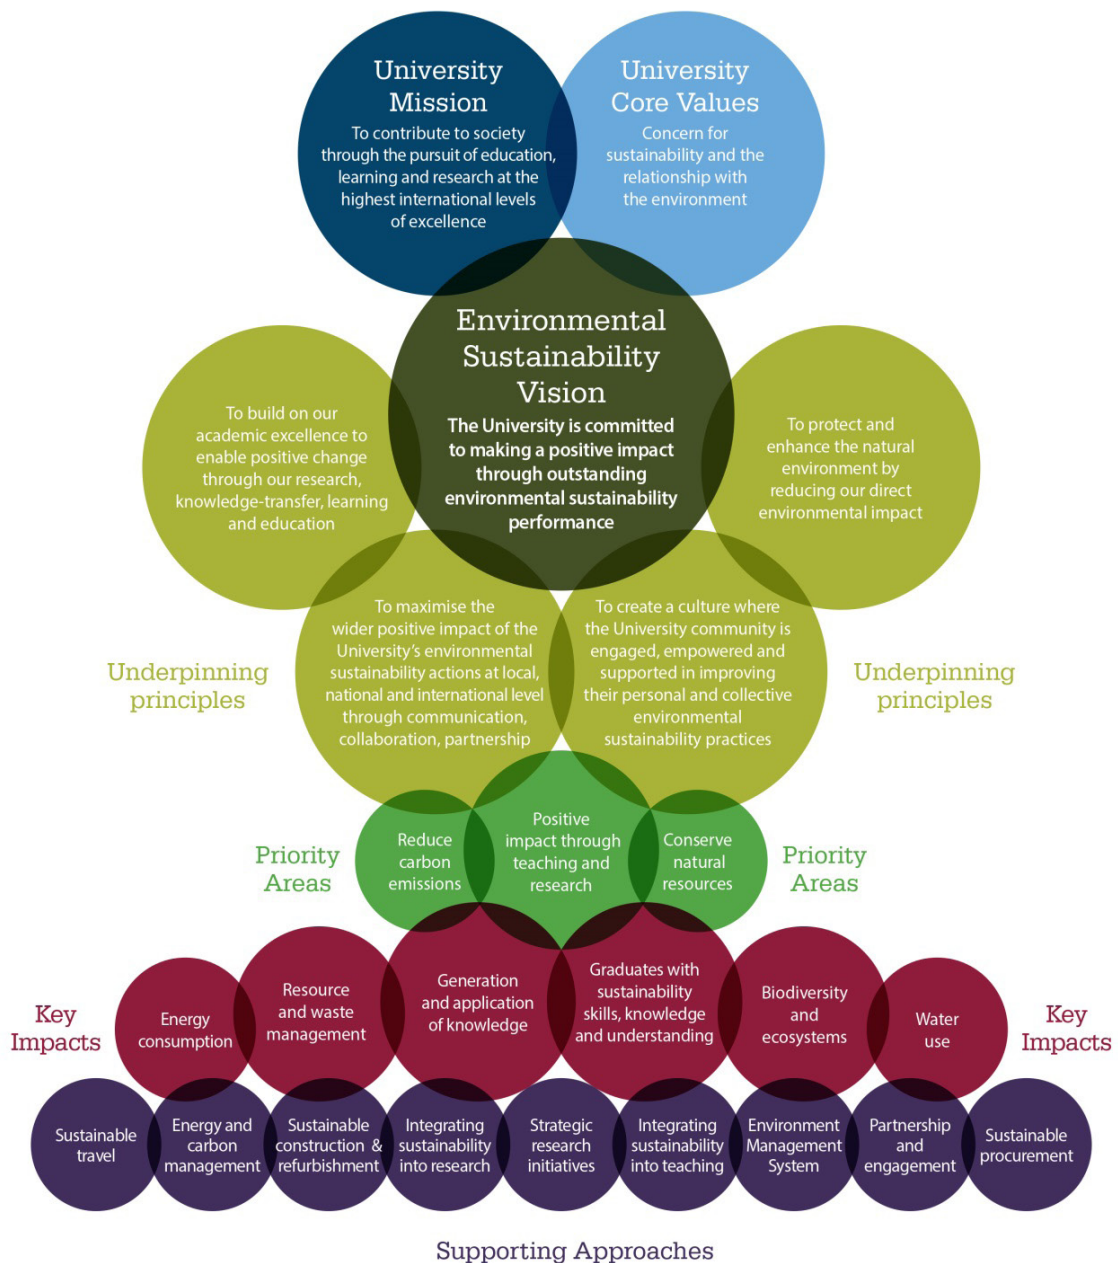 University
Mission
To contribute to society
through the pursuit of education,
learning and research at the
highest international levels
of excellence
University
Core Values
Concern for
sustainability and the
relationship with
the environment
Environmental
Sustainability
Vision
The University is committed
to making a positive impact
through outstanding
environmental sustainability
performance
To build on our
academic excellence to
enable positive change
through our research,
knowledge-transfer, learning
and education
To protect and
enhance the natural
environment by
reducing our direct
environmental impact
Underpinning
principles
To maximise the
wider positive impact of the
University's environmental
sustainability actions at local,
national and international level
through communication,
collaboration, partnership
To create a culture where
the University community is
engaged, empowered and
supported in improving
their personal and collective
environmental
sustainability practices
Underpinning
principles
Priority
Areas
Reduce
carbon
emissions
Positive
impact through
teaching and
research
Conserve
natural
resources
Priority
Areas
Key
Impacts
Energy
consumption
Resource
and waste
management
Generation
and application
of knowledge
Graduates with
sustainability
skills, knowledge
and understanding
Biodiversity
and
ecosystems
Water
use
Key
Impacts
Sustainable
travel
Energy and
carbon
management
Sustainable
construction &
refurbishment
Integrating
sustainability
into research
Strategic
research
initiatives
Integrating
sustainability
into teaching
Environment
Management
System
Partnership
and
engagement
Sustainable
procurement
Supporting Approaches